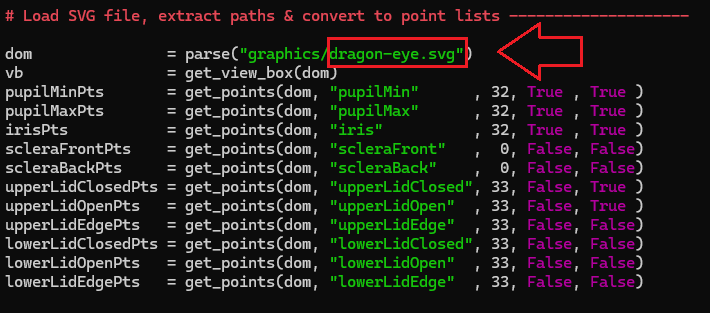 # Load SVG file, extract paths & convert to point lists --------------------
dom               = parse("graphics/dragon-eye.svg")
vb                = get_view_box(dom)
pupilMinPts       = get_points(dom, "pupilMin"      , 32, True , True )
pupilMaxPts       = get_points(dom, "pupilMax"      , 32, True , True )
irisPts           = get_points(dom, "iris"          , 32, True , True )
scleraFrontPts    = get_points(dom, "scleraFront"   ,  0, False, False)
scleraBackPts     = get_points(dom, "scleraBack"    ,  0, False, False)
upperLidClosedPts = get_points(dom, "upperLidClosed", 33, False, True )
upperLidOpenPts   = get_points(dom, "upperLidOpen"  , 33, False, True )
upperLidEdgePts   = get_points(dom, "upperLidEdge"  , 33, False, False)
lowerLidClosedPts = get_points(dom, "lowerLidClosed", 33, False, False)
lowerLidOpenPts   = get_points(dom, "lowerLidOpen"  , 33, False, False)
lowerLidEdgePts   = get_points(dom, "lowerLidEdge"  , 33, False, False)